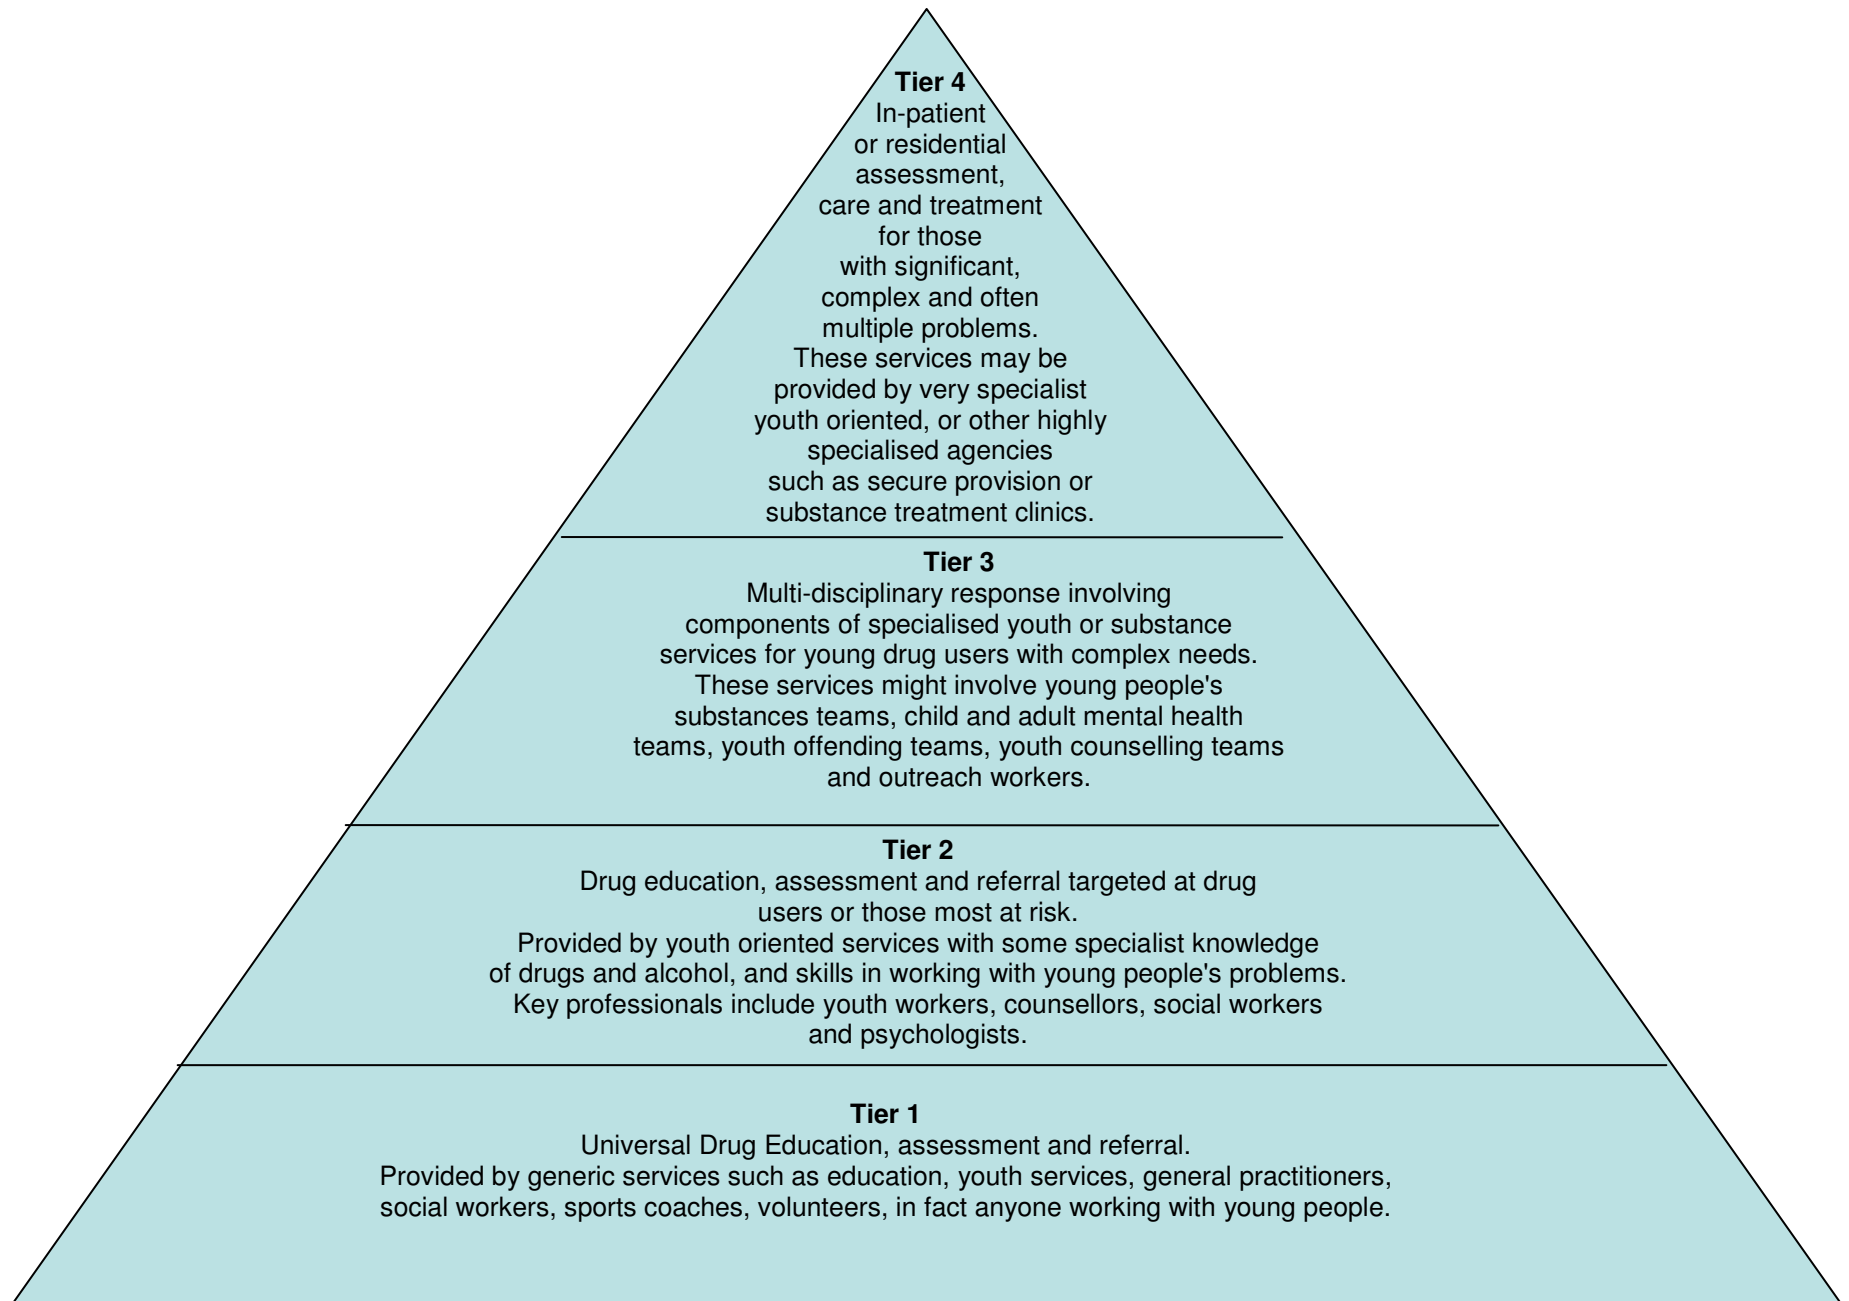 Tier 4
In-patient
or residential
assessment,
care and treatment
for those
with significant,
complex and often
multiple problems.
These services may be
provided by very specialist
youth oriented, or other highly
specialised agencies
such as secure provision or
substance treatment clinics.
Tier 3
Multi-disciplinary response involving
components of specialised youth or substance
services for young drug users with complex needs.
These services might involve young people's
substances teams, child and adult mental health
teams, youth offending teams, youth counselling teams
and outreach workers.
Tier 2
Drug education, assessment and referral targeted at drug
users or those most at risk.
Provided by youth oriented services with some specialist knowledge
of drugs and alcohol, and skills in working with young people's problems.
Key professionals include youth workers, counsellors, social workers
and psychologists.
Tier 1
Universal Drug Education, assessment and referral.
Provided by generic services such as education, youth services, general practitioners,
social workers, sports coaches, volunteers, in fact anyone working with young people.